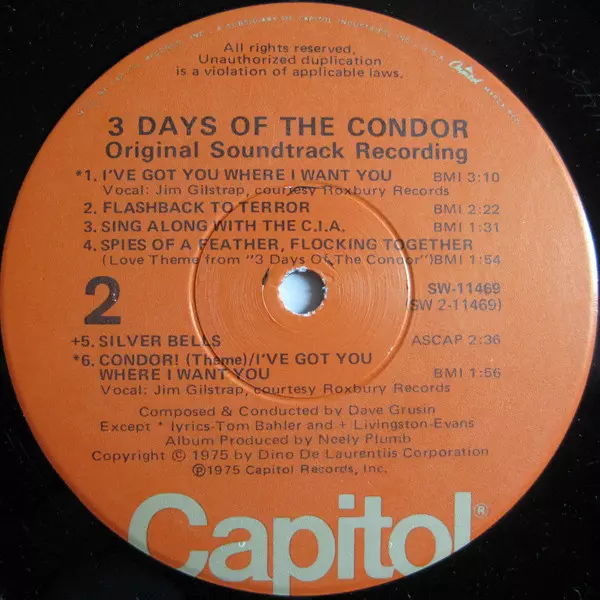 A SUBSIDIARY OF CAPITOL INDUSTRIES, INC.
Capitol
All rights reserved.
Unauthorized duplication
is a violation of applicable laws.
3 DAYS OF THE CONDOR
Original Soundtrack Recording
*1. I'VE GOT YOU WHERE I WANT YOU BMI 3:10
Vocal: Jim Gilstrap, courtesy Roxbury Records
2. FLASHBACK TO TERROR BMI 2:22
3. SING ALONG WITH THE C.I.A. BMI 1:31
4. SPIES OF A FEATHER, FLOCKING TOGETHER
(Love Theme from "3 Days Of The Condor") BMI 1:54
2
SW-11469
(SW 2-11469)
+5. SILVER BELLS ASCAP 2:36
*6. CONDOR! (Theme)/I'VE GOT YOU
WHERE I WANT YOU BMI 1:56
Vocal: Jim Gilstrap, courtesy Roxbury Records
Composed & Conducted by Dave Grusin
Except * lyrics-Tom Bahler and + Livingston-Evans
Album Produced by Neely Plumb
Copyright © 1975 by Dino De Laurentiis Corporation
℗1975 Capitol Records, Inc.
Capitol®